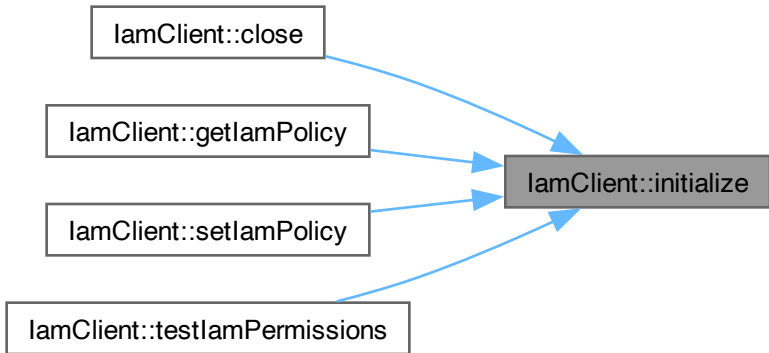 IamClient::close
IamClient::getIamPolicy
IamClient::initialize
IamClient::setIamPolicy
IamClient::testIamPermissions